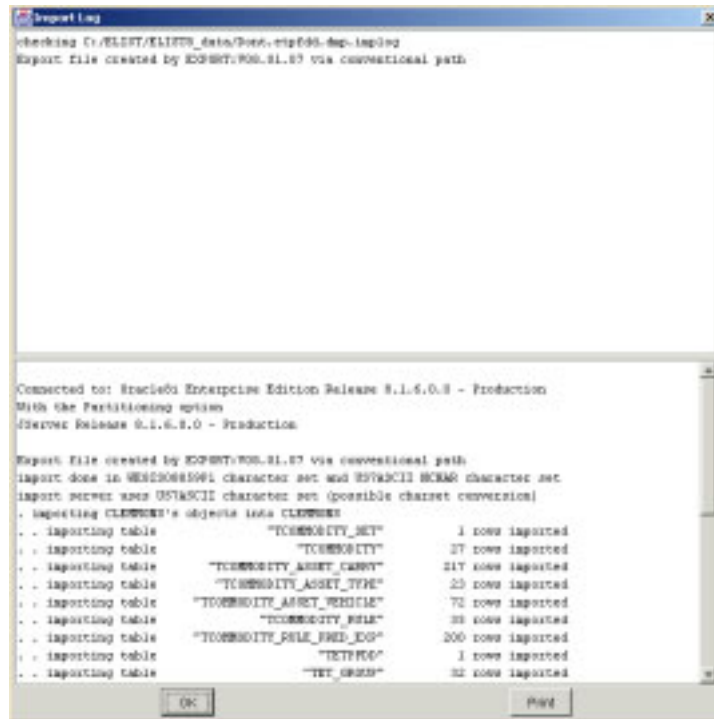 Import Log
checking C:/ELIST/ELIST8_data/Dont.etpfdd.dmp.implog
Export file created by EXPORT:V08.01.07 via conventional path
Connected to: Oracle8i Enterprise Edition Release 8.1.6.0.0 - Production
With the Partitioning option
JServer Release 8.1.6.0.0 - Production
Export file created by EXPORT:V08.01.07 via conventional path
import done in WE8ISO8859P1 character set and US7ASCII NCHAR character set
import server uses US7ASCII character set (possible charset conversion)
. importing CLEMMONS's objects into CLEMMONS
. . importing table "TCOMMODITY_SET" 1 rows imported
. . importing table "TCOMMODITY" 27 rows imported
. . importing table "TCOMMODITY_ASSET_CARRY" 217 rows imported
. . importing table "TCOMMODITY_ASSET_TYPE" 23 rows imported
. . importing table "TCOMMODITY_ASSET_VEHICLE" 72 rows imported
. . importing table "TCOMMODITY_RULE" rows imported
. . importing table "TCOMMODITY_RULE_PRED_EXP" 200 rows imported
. . importing table "TETPFDD" 1 rows imported
. . importing table "TET_GROUP" 32 rows imported
OK
Print